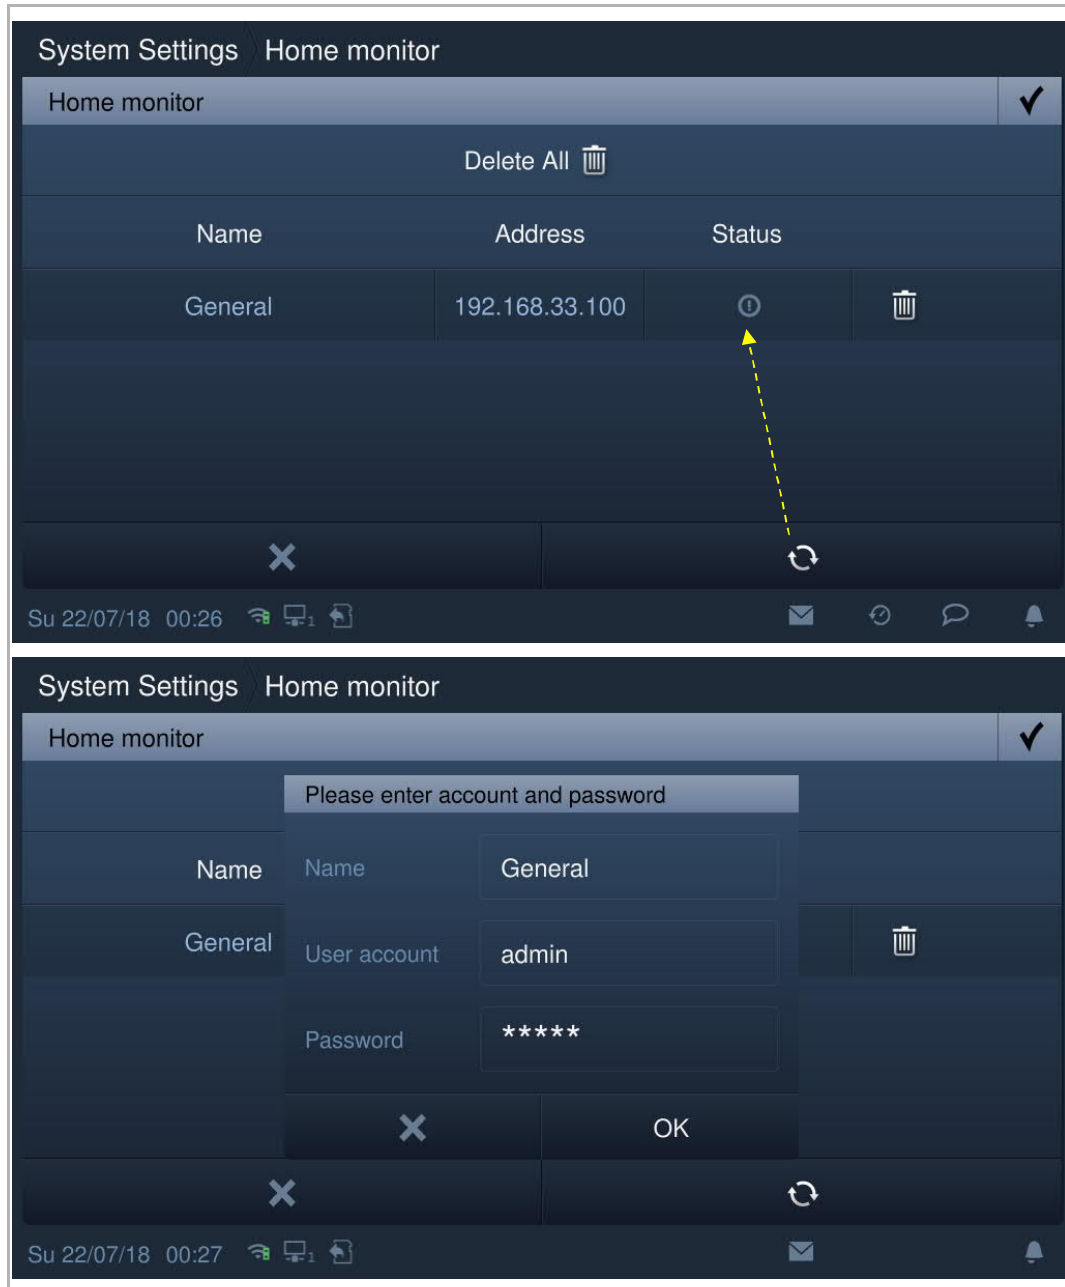 System Settings Home monitor
Home monitor
Delete All
Name Address Status
General 192.168.33.100
Su 22/07/18 00:26 1
System Settings Home monitor
Home monitor
Please enter account and password
Name Name General
General User account admin
Password *****
OK
Su 22/07/18 00:27 1